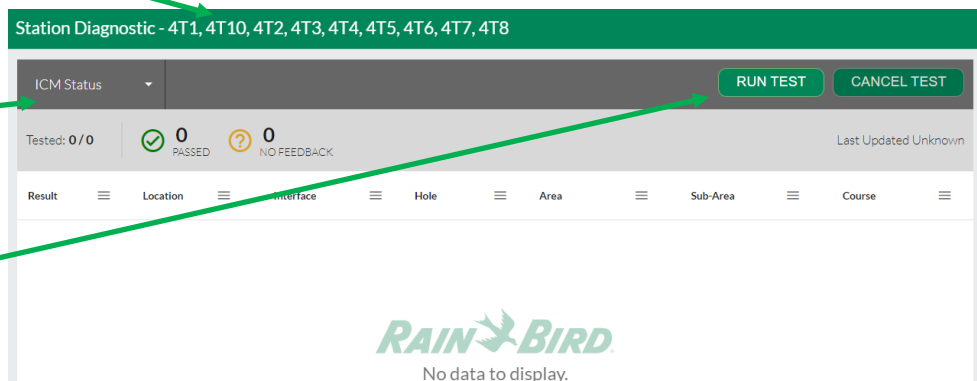 Station Diagnostic - 4T1, 4T10, 4T2, 4T3, 4T4, 4T5, 4T6, 4T7, 4T8
ICM Status
RUN TEST
CANCEL TEST
Tested: 0 / 0
0
PASSED
0
NO FEEDBACK
Last Updated Unknown
Result Location Interface Hole Area Sub-Area Course
RAIN BIRD
No data to display.